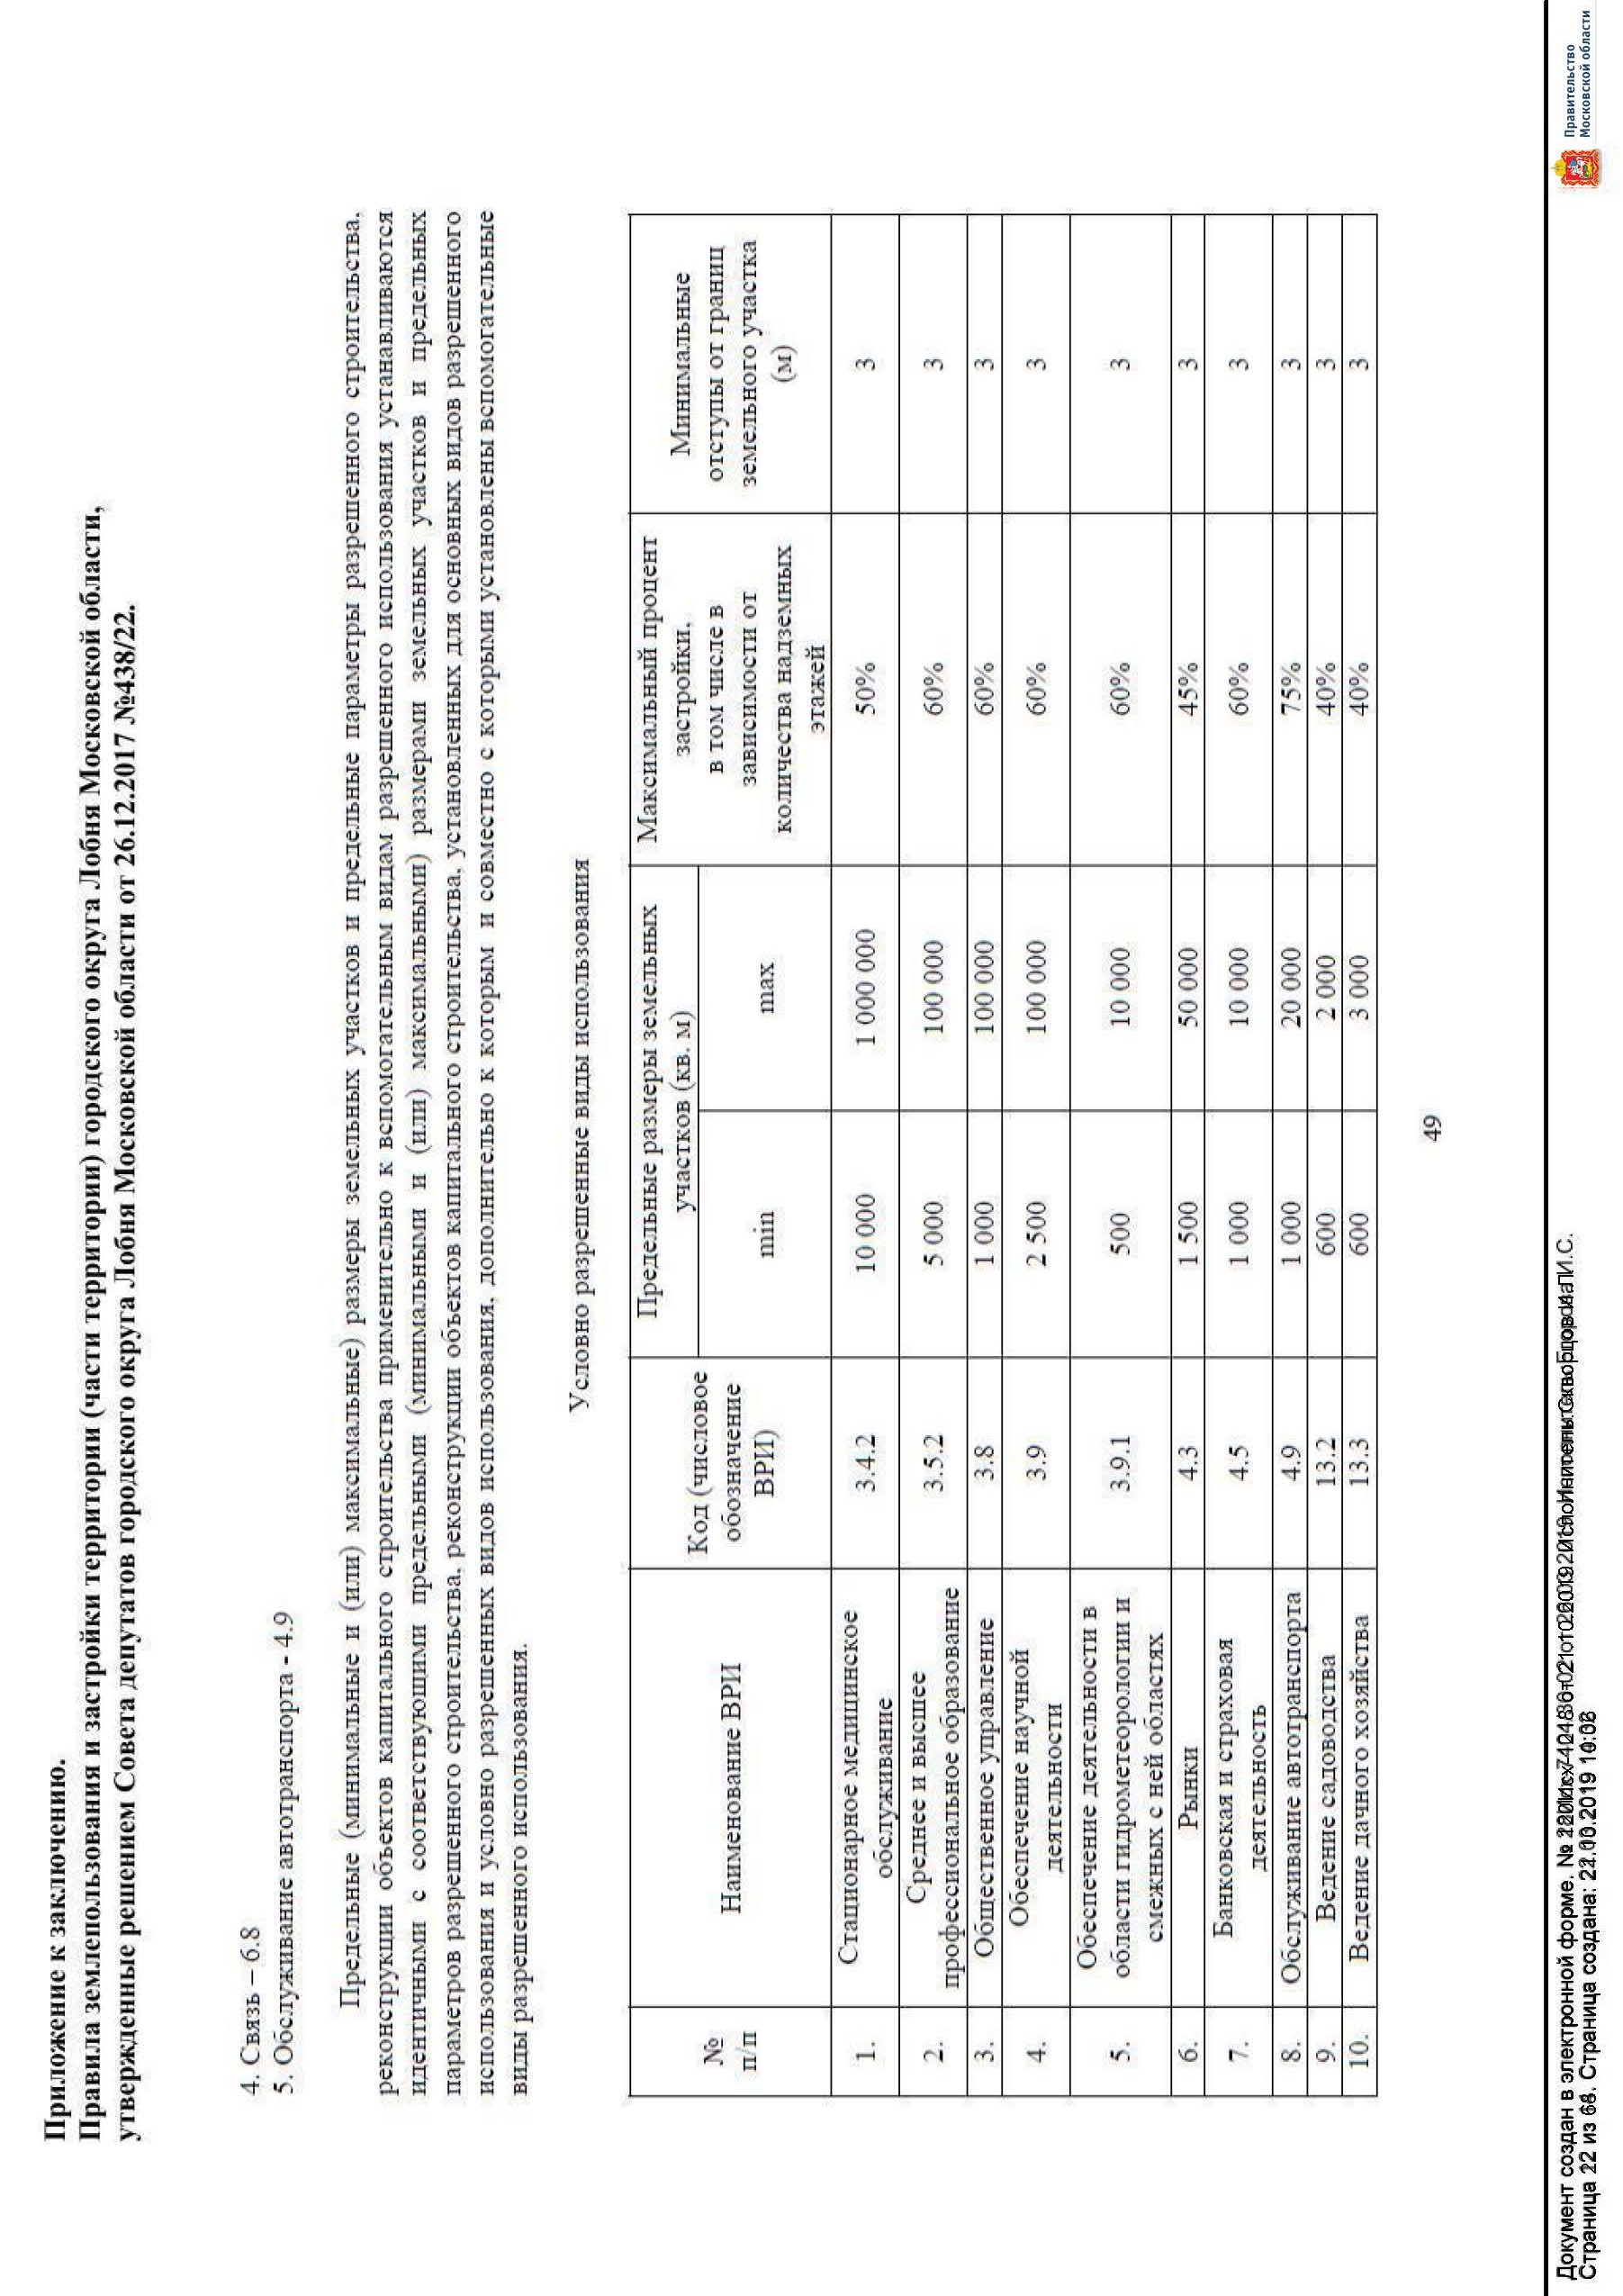 Приложение к заключению.
Правила землепользования и застройки территории (части территории) городского округа Лобня Московской области,
утвержденные решением Совета депутатов городского округа Лобня Московской области от 26.12.2017 №438/22.
4. Связь – 6.8
5. Обслуживание автотранспорта - 4.9
Предельные (минимальные и (или) максимальные) размеры земельных участков и предельные параметры разрешенного строительства,
реконструкции объектов капитального строительства применительно к вспомогательным видам разрешенного использования устанавливаются
идентичными с соответствующими предельными (минимальными и (или) максимальными) размерами земельных участков и предельных
параметров разрешенного строительства, реконструкции объектов капитального строительства, установленных для основных видов разрешенного
использования и условно разрешенных видов использования, дополнительно к которым и совместно с которыми установлены вспомогательные
виды разрешенного использования.
Условно разрешенные виды использования
№ п/п | Наименование ВРИ | Код (числовое обозначение ВРИ) | Предельные размеры земельных участков (кв. м) | Максимальный процент застройки, в том числе в зависимости от количества надземных этажей | Минимальные отступы от границ земельного участка (м)
min | max
1. | Стационарное медицинское обслуживание | 3.4.2 | 10 000 | 1 000 000 | 50% | 3
2. | Среднее и высшее профессиональное образование | 3.5.2 | 5 000 | 100 000 | 60% | 3
3. | Общественное управление | 3.8 | 1 000 | 100 000 | 60% | 3
4. | Обеспечение научной деятельности | 3.9 | 2 500 | 100 000 | 60% | 3
5. | Обеспечение деятельности в области гидрометеорологии и смежных с ней областях | 3.9.1 | 500 | 10 000 | 60% | 3
6. | Рынки | 4.3 | 1 500 | 50 000 | 45% | 3
7. | Банковская и страховая деятельность | 4.5 | 1 000 | 10 000 | 60% | 3
8. | Обслуживание автотранспорта | 4.9 | 1 000 | 20 000 | 75% | 3
9. | Ведение садоводства | 13.2 | 600 | 2 000 | 40% | 3
10. | Ведение дачного хозяйства | 13.3 | 600 | 3 000 | 40% | 3
49
Документ создан в электронной форме. №
Страница 22 из Страница создана:
Правительство
Московской области